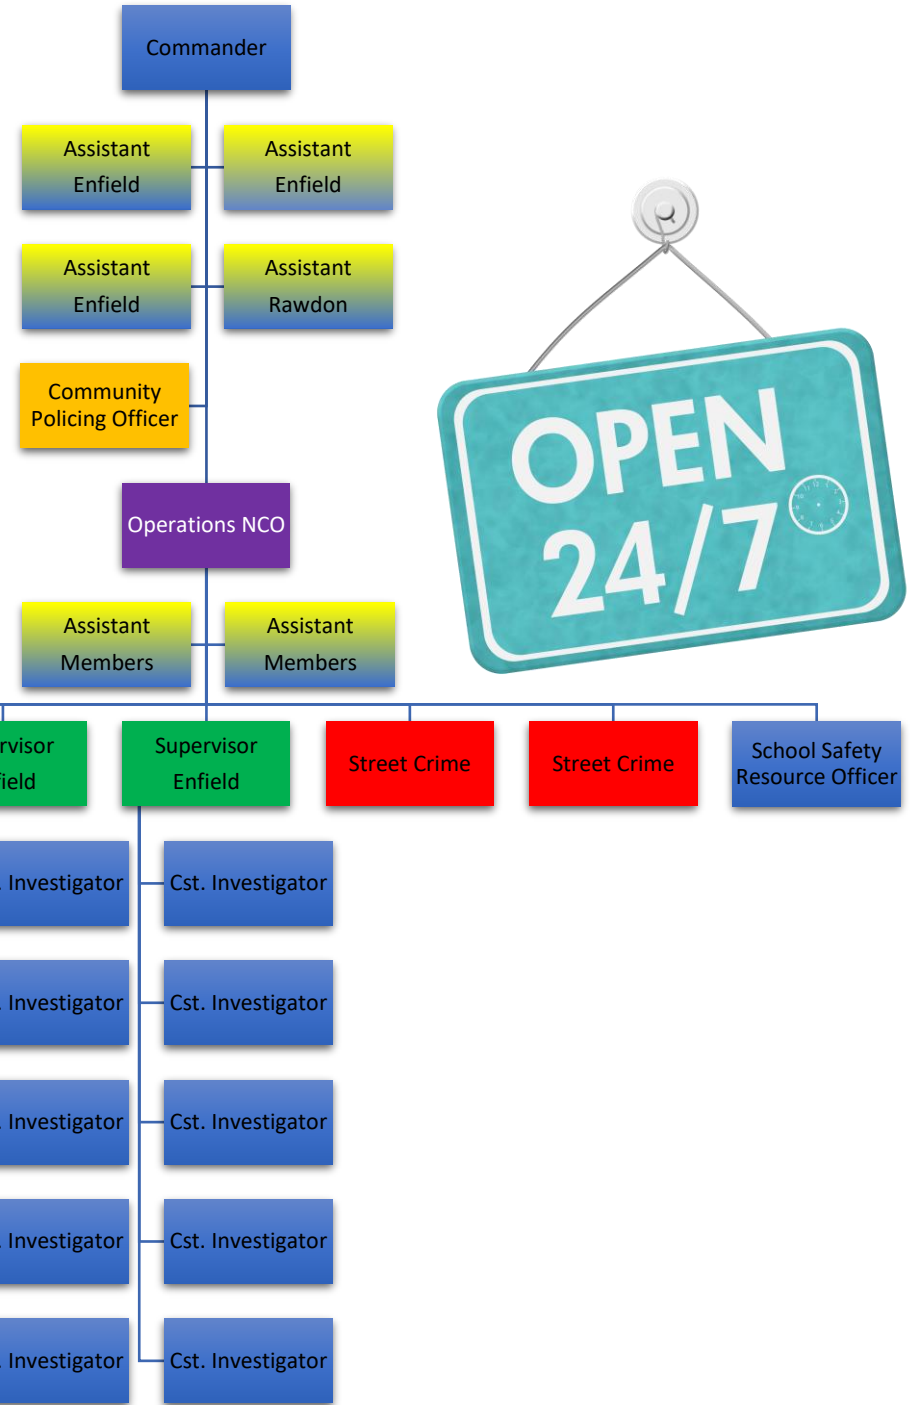 Commander
Assistant
Enfield
Assistant
Enfield
Assistant
Enfield
Assistant
Rawdon
Community
Policing Officer
OPEN
24/7
Operations NCO
Assistant
Members
Assistant
Members
rvisor
field
Supervisor
Enfield
Street Crime
Street Crime
School Safety
Resource Officer
. Investigator
Cst. Investigator
. Investigator
Cst. Investigator
. Investigator
Cst. Investigator
. Investigator
Cst. Investigator
. Investigator
Cst. Investigator